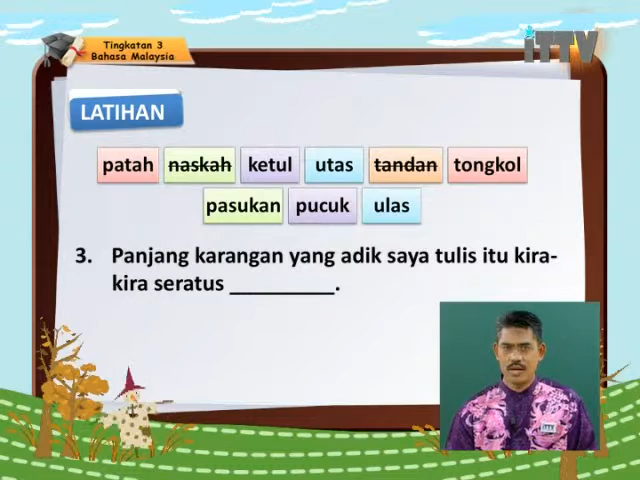 iTTV
Tingkatan 3
Bahasa Malaysia
LATIHAN
patah naskah ketul utas tandan tongkol
pasukan pucuk ulas
3. Panjang karangan yang adik saya tulis itu kira-
kira seratus _________.